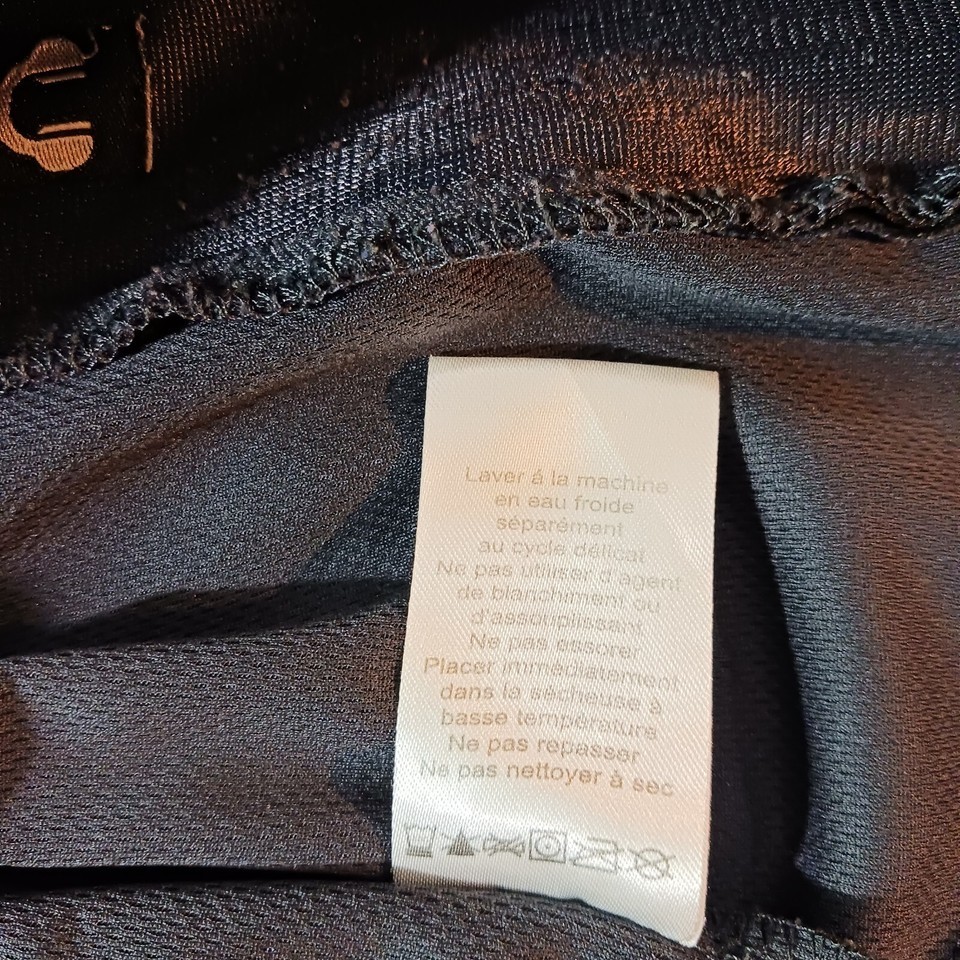 Laver á la machine
en eau froide
séparément
au cycle délicat
Ne pas utiliser d'agent
de blanchiment ou
d'assouplissant
Ne pas essorer
Placer immédiatement
dans la sécheuse à
basse température
Ne pas repasser
Ne pas nettoyer à sec